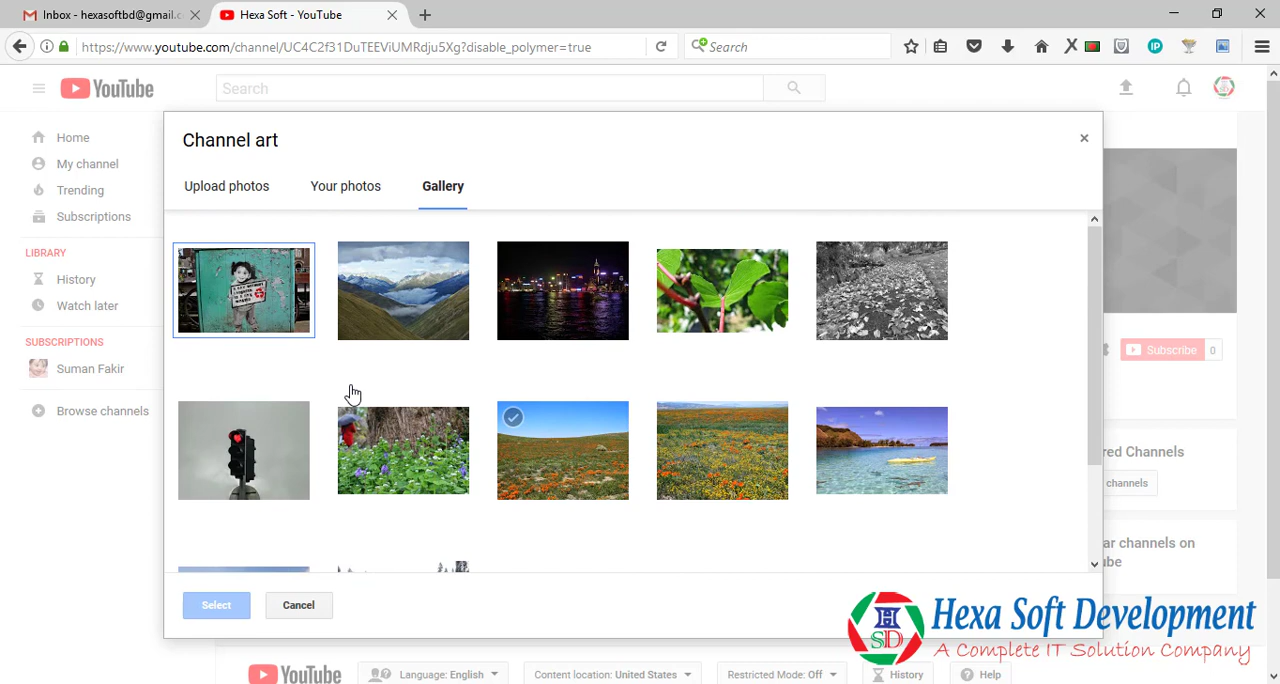 Inbox - hexasoftbd@gmail.c
Hexa Soft - YouTube
https://www.youtube.com/channel/UC4C2f31DuTEEViUMRdju5Xg?disable_polymer=true
Search
YouTube
Search
Home
My channel
Trending
Subscriptions
LIBRARY
History
Watch later
SUBSCRIPTIONS
Suman Fakir
Browse channels
Channel art
Upload photos
Your photos
Gallery
Select
Cancel
Subscribe
0
red Channels
channels
ar channels on
ube
Hexa Soft Development
A Complete IT Solution Company
HSD
YouTube
Language: English
Content location: United States
Restricted Mode: Off
History
Help